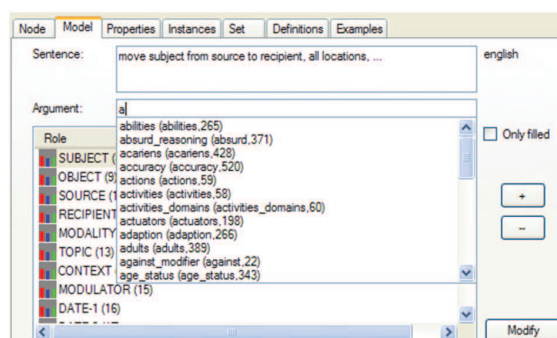 Node Model Properties Instances Set Definitions Examples
Sentence: move subject from source to recipient, all locations, ... english
Argument: a
abilities (abilities,265)
Role absurd_reasoning (absurd,371) Only filled
SUBJECT ( acariens (acariens,428)
OBJECT (9) accuracy (accuracy,520)
SOURCE (1 actions (actions,59)
RECIPIENT activities (activities,58) +
MODALITY activities_domains (activities_domains,60)
TOPIC (13) actuators (actuators,198) --
CONTEXT adaption (adaption,266)
adults (adults,389)
against_modifier (against,22)
age_status (age_status,343)
MODULATOR (15)
DATE-1 (16)
Modify